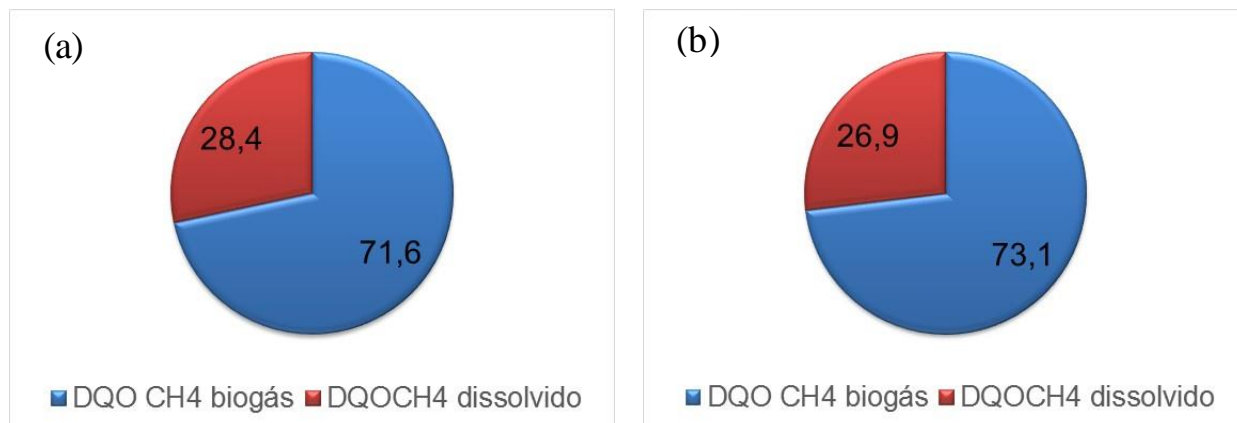 (a)
28,4
71,6
DQO CH4 biogás DQOCH4 dissolvido
(b)
26,9
73,1
DQO CH4 biogás DQOCH4 dissolvido